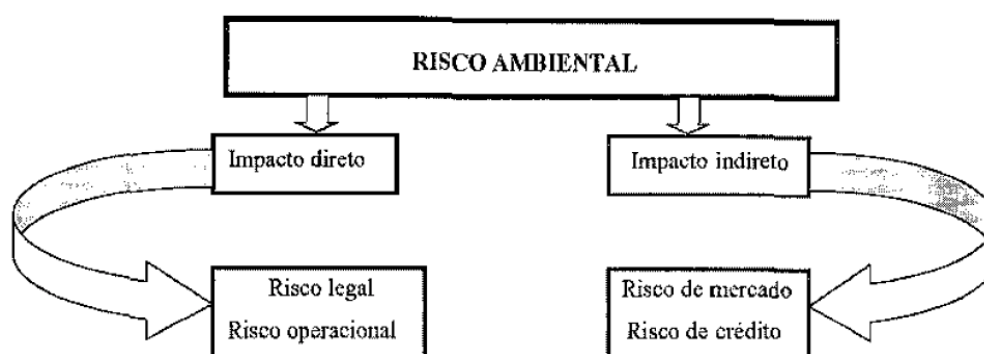 RISCO AMBIENTAL
Impacto direto
Impacto indireto
Risco legal
Risco operacional
Risco de mercado
Risco de crédito